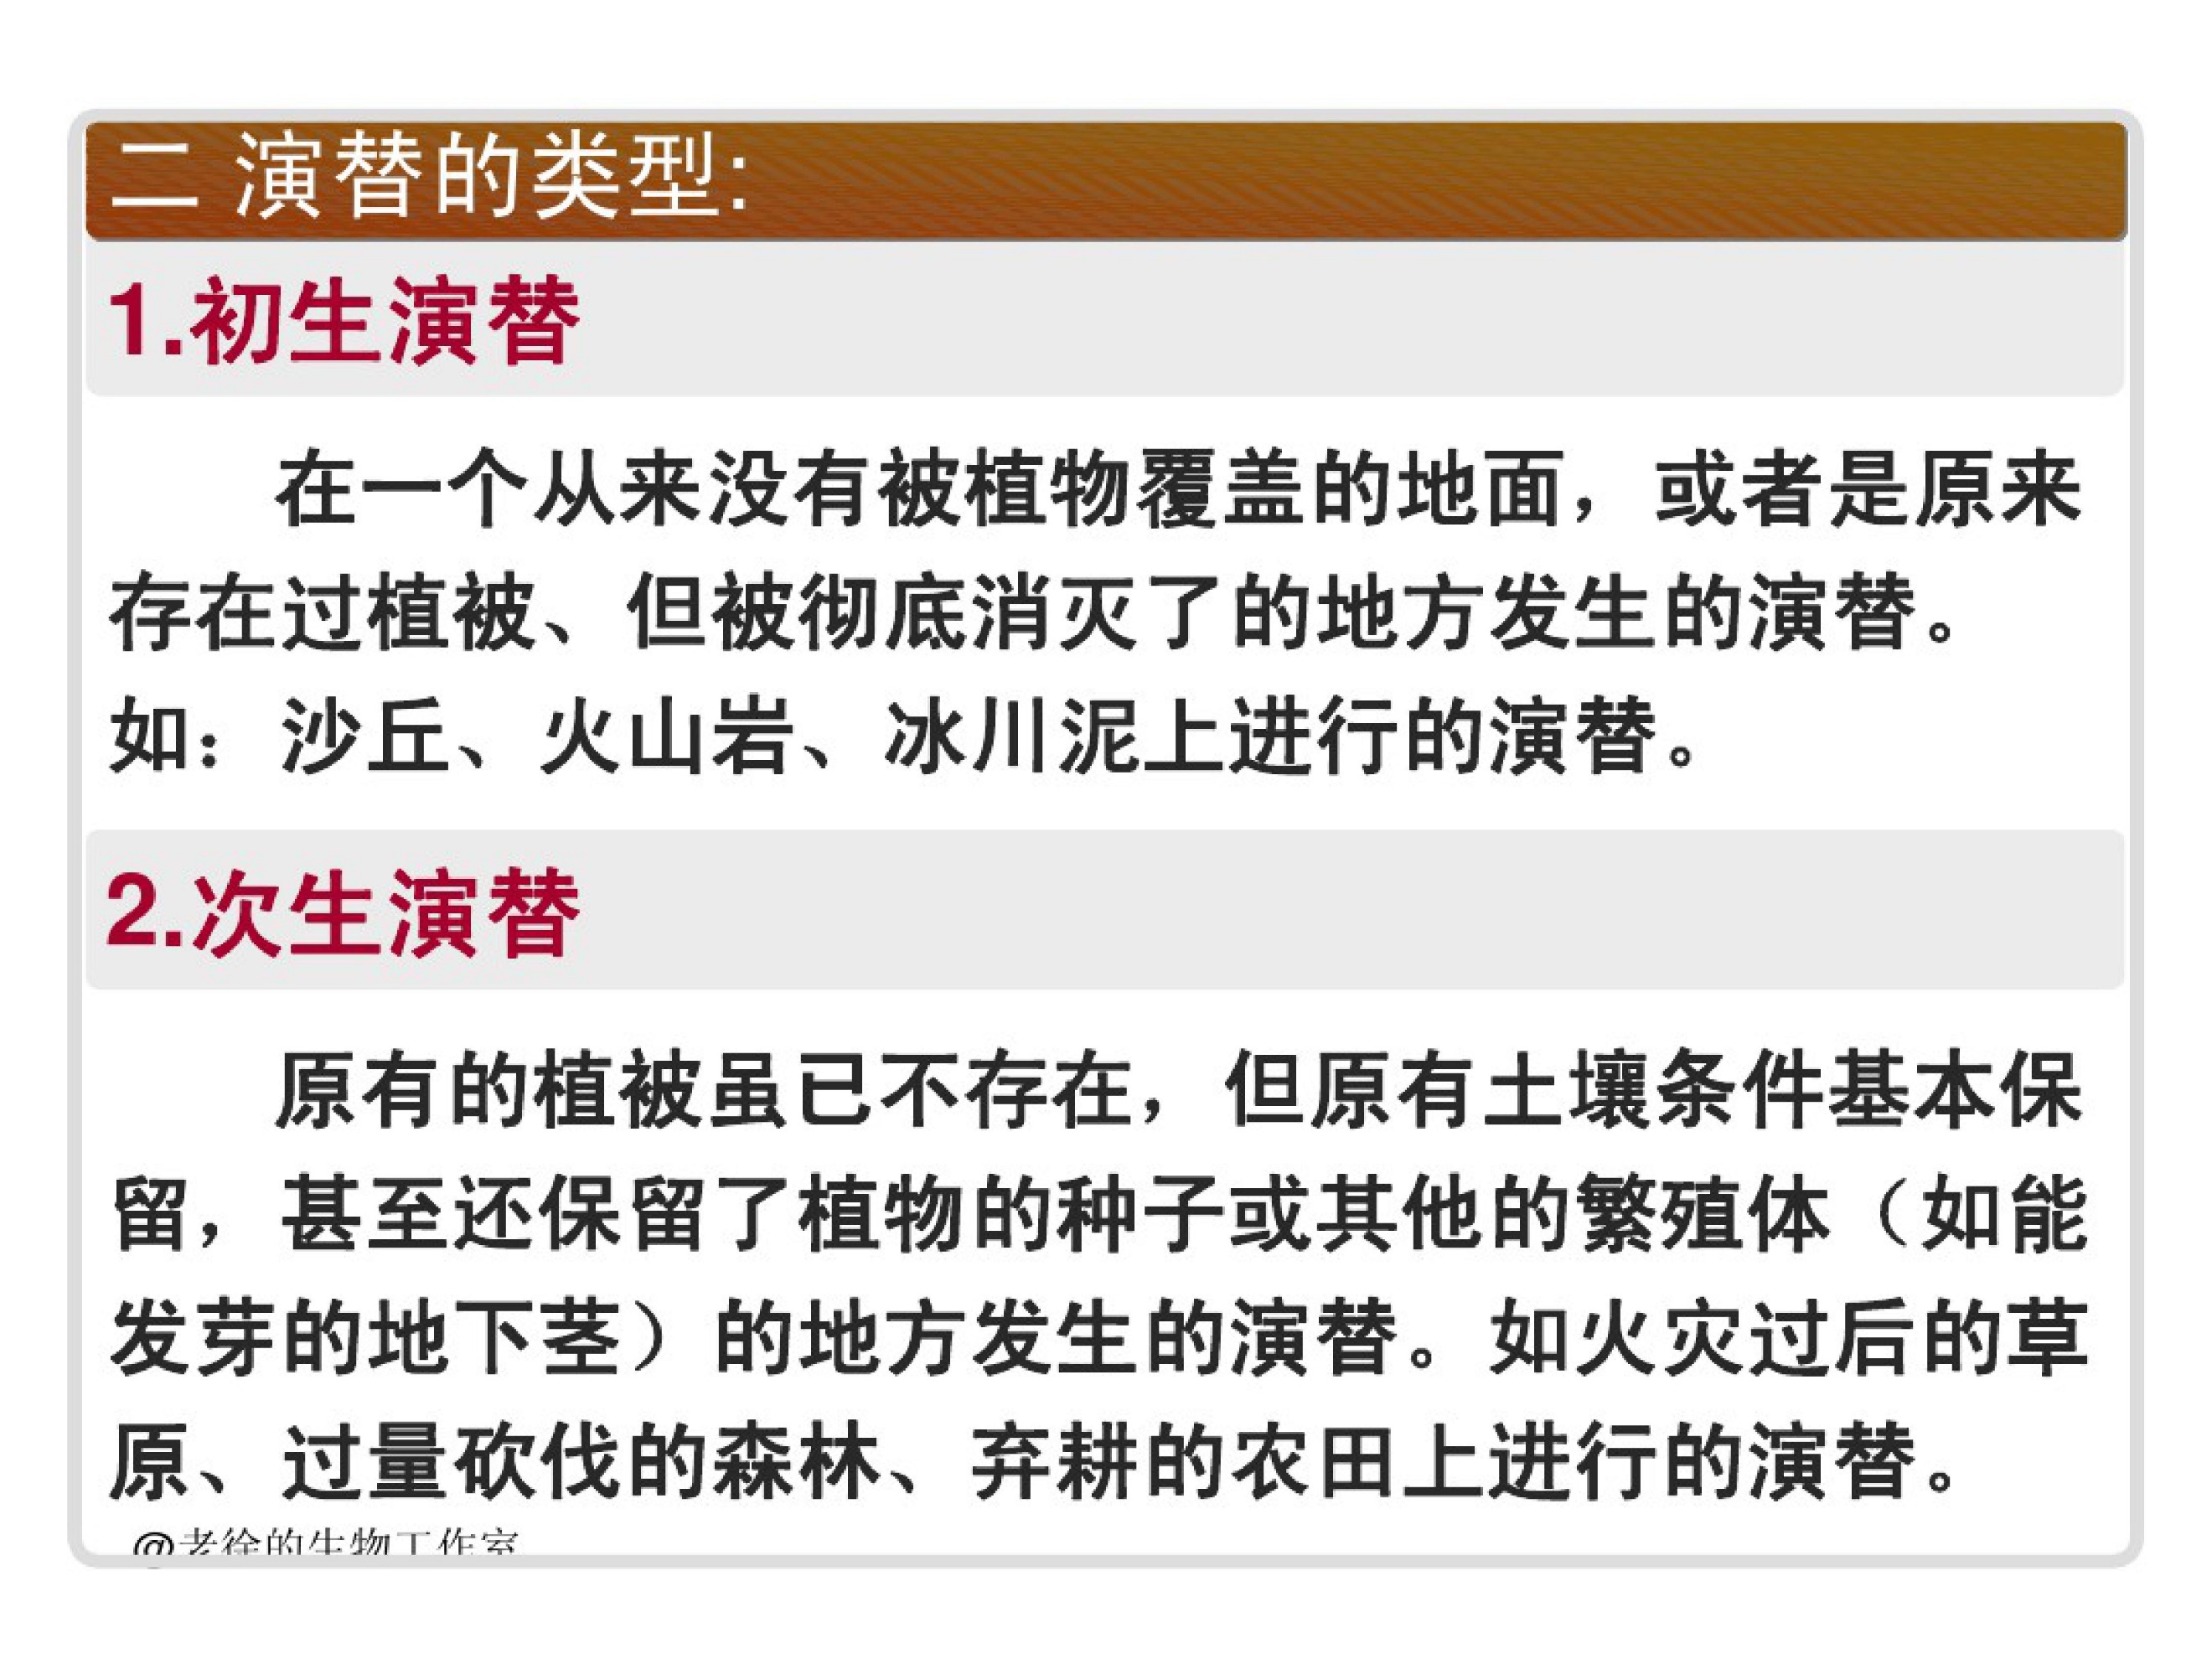 二 演替的类型:
1.初生演替
在一个从来没有被植物覆盖的地面，或者是原来
存在过植被、但被彻底消灭了的地方发生的演替。
如：沙丘、火山岩、冰川泥上进行的演替。
2.次生演替
原有的植被虽已不存在，但原有土壤条件基本保
留，甚至还保留了植物的种子或其他的繁殖体（如能
发芽的地下茎）的地方发生的演替。如火灾过后的草
原、过量砍伐的森林、弃耕的农田上进行的演替。
@老徐的生物工作室